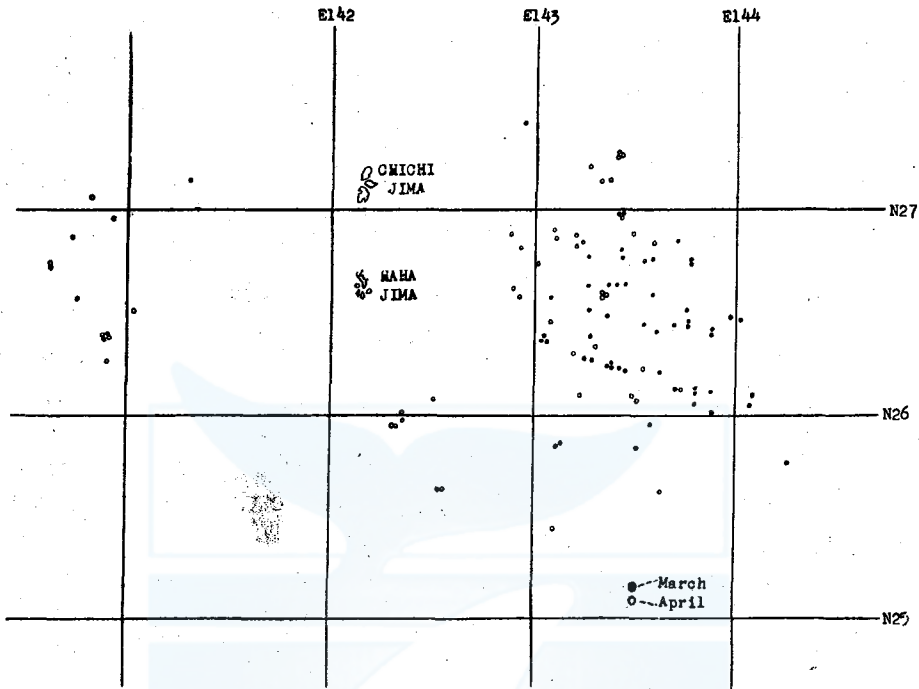 E142
E143
E144
CHICHI
JIMA
N27
HAHA
JIMA
N26
March
April
N25